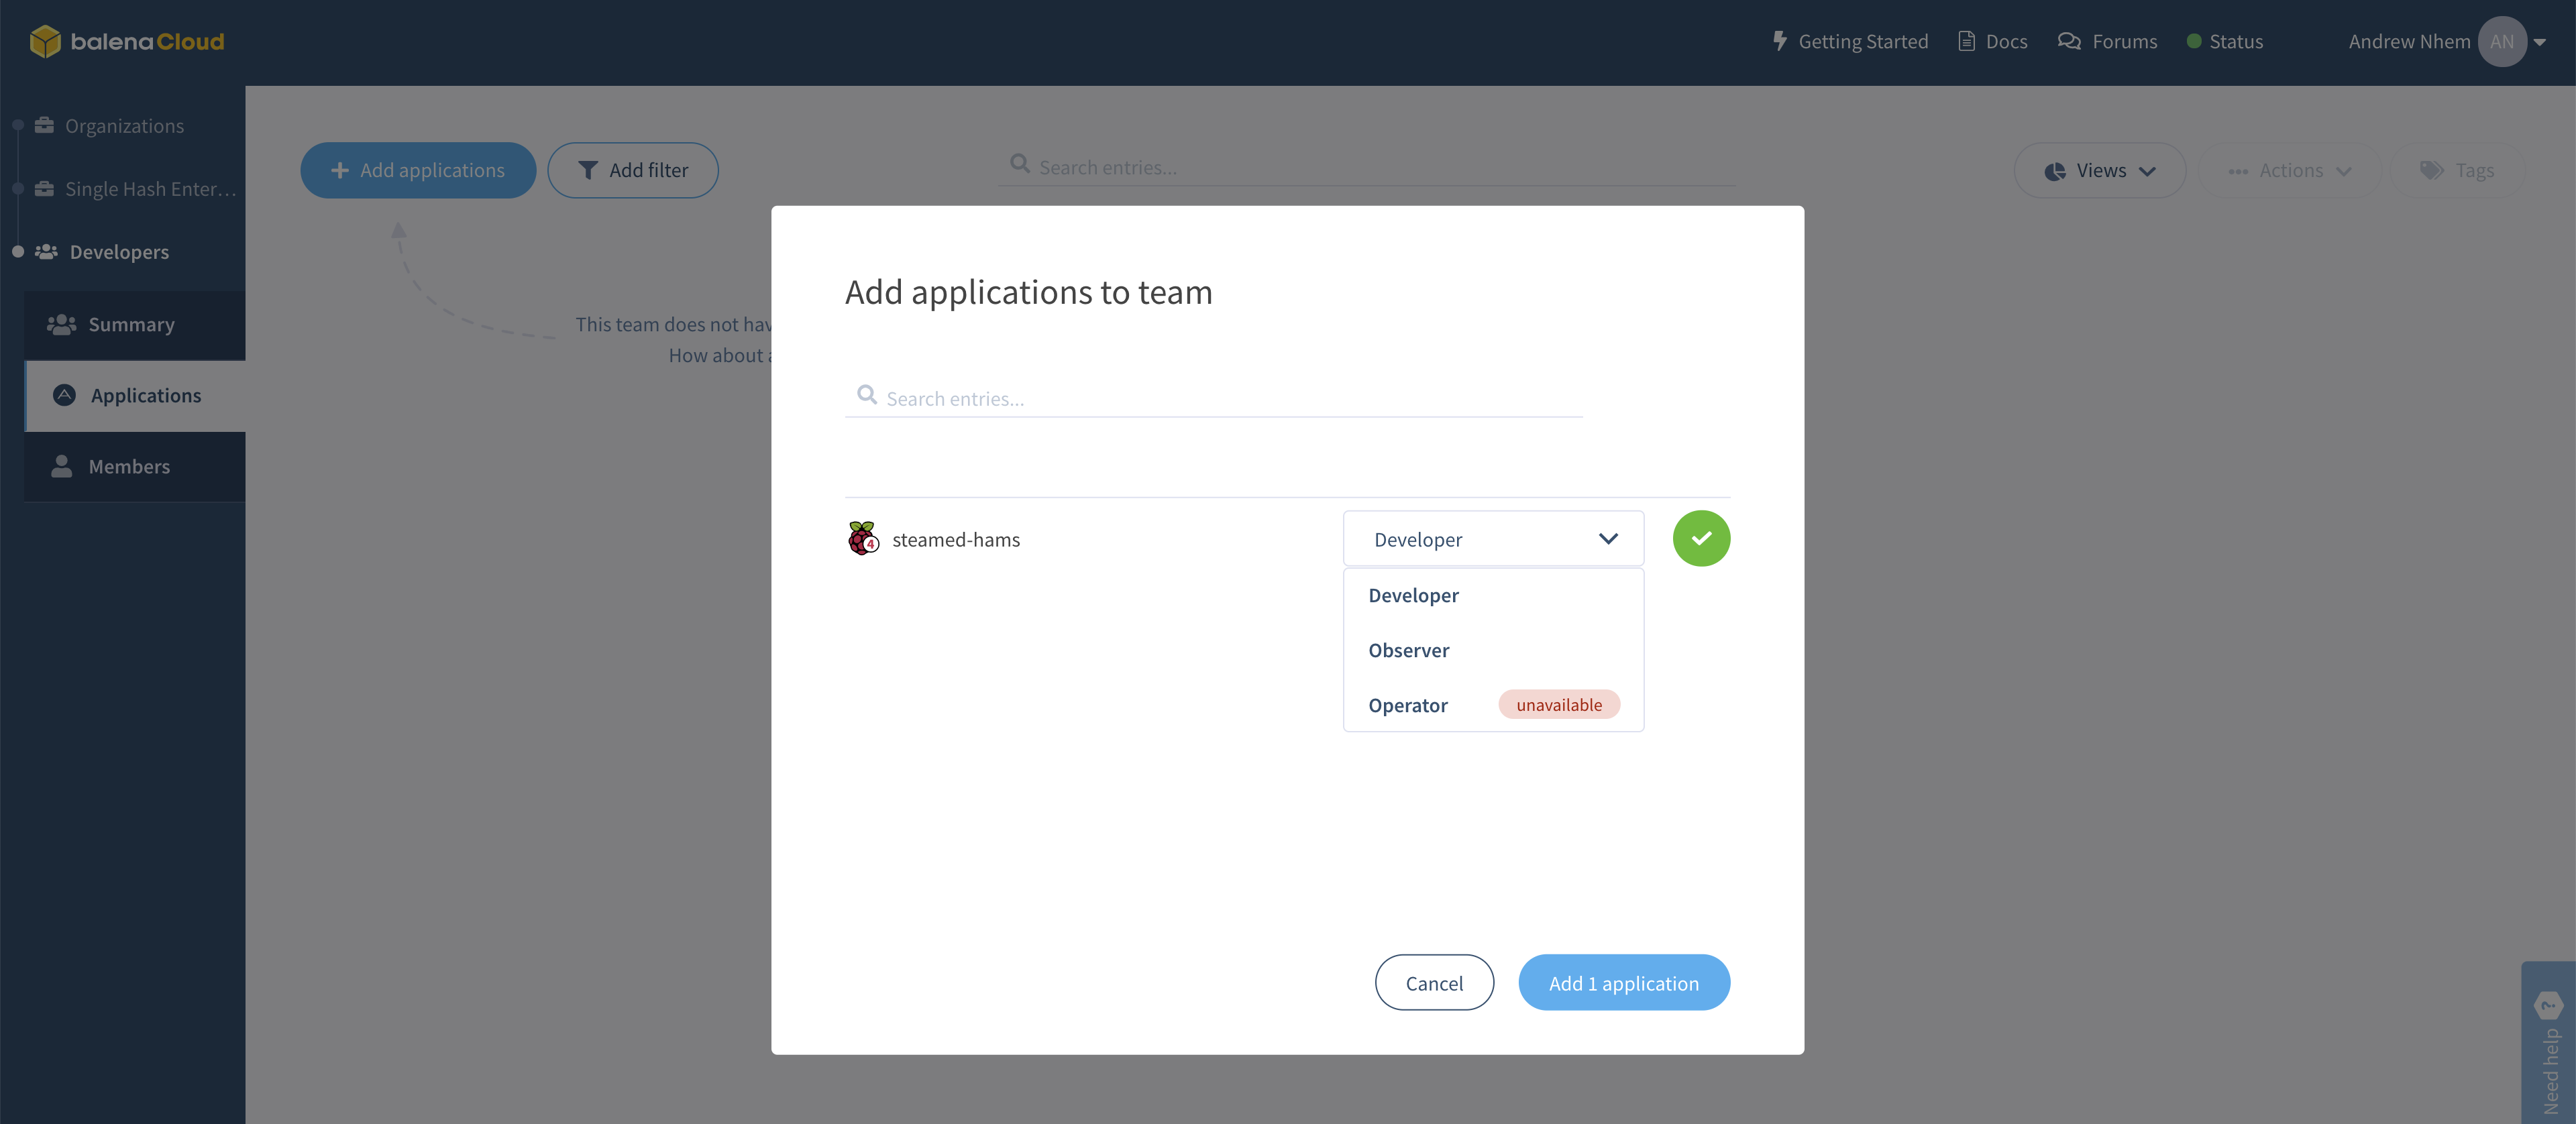 balenaCloud
Getting Started
Docs
Forums
Status
Andrew Nhem
AN
Organizations
Single Hash Enter...
Developers
Summary
Applications
Members
Add applications
Add filter
Search entries...
Views
Actions
Tags
This team does not hav
How about a
Add applications to team
Search entries...
4 steamed-hams
Developer
Developer
Observer
Operator unavailable
Cancel
Add 1 application
? Need help